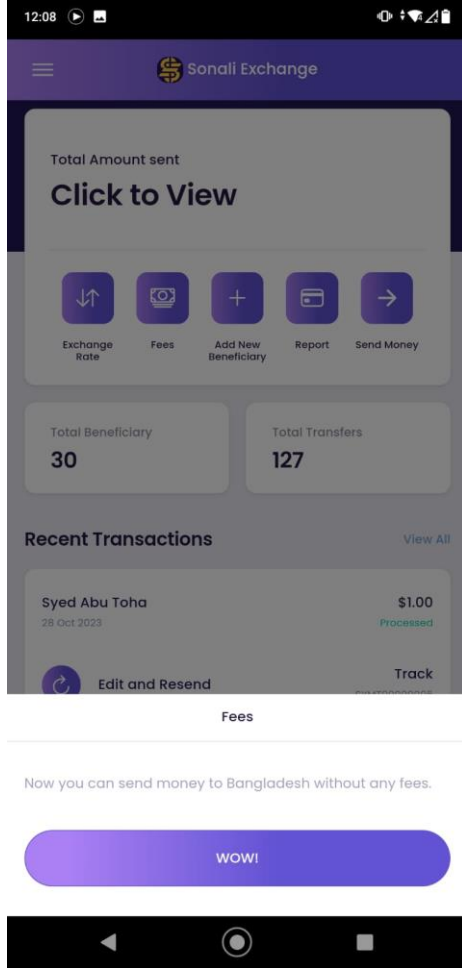 12:08
Sonali Exchange
Total Amount sent
Click to View
Exchange Rate
Fees
Add New Beneficiary
Report
Send Money
Total Beneficiary
30
Total Transfers
127
Recent Transactions
View All
Syed Abu Toha
$1.00
28 Oct 2023
Processed
Edit and Resend
Track
Fees
Now you can send money to Bangladesh without any fees.
WOW!